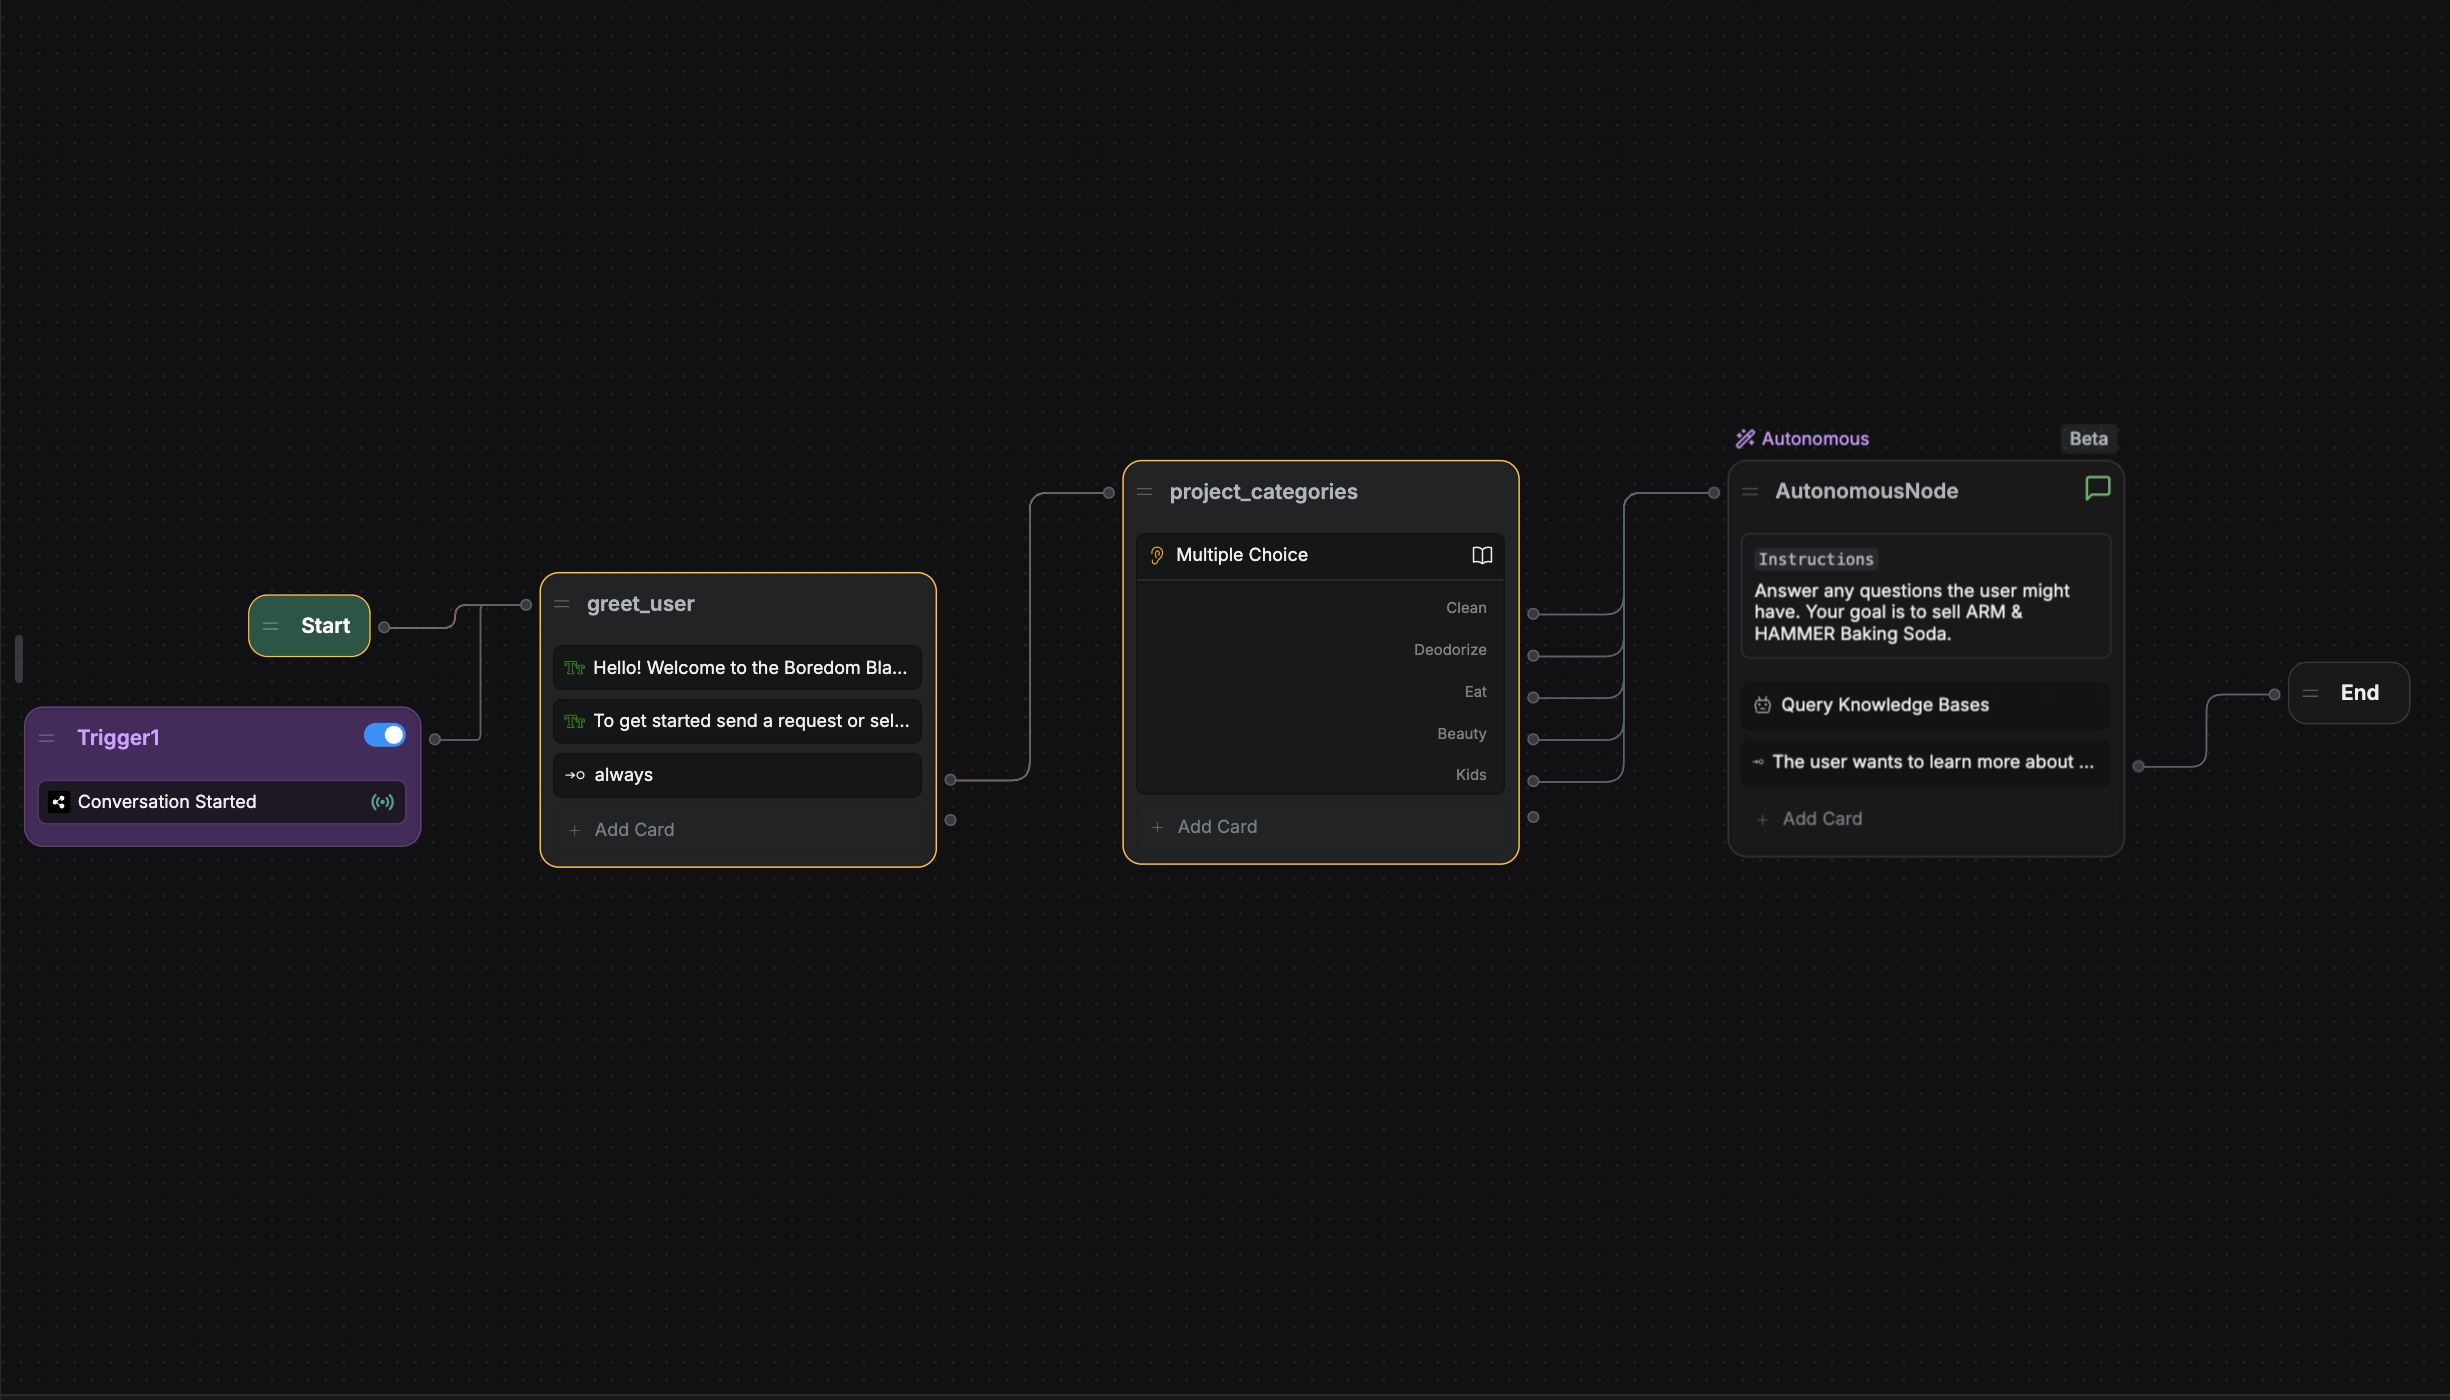 Start
Trigger1
Conversation Started
greet_user
Hello! Welcome to the Boredom Bla...
To get started send a request or sel...
always
Add Card
project_categories
Multiple Choice
Clean
Deodorize
Eat
Beauty
Kids
Add Card
Autonomous
Beta
AutonomousNode
Instructions
Answer any questions the user might
have. Your goal is to sell ARM &
HAMMER Baking Soda.
Query Knowledge Bases
The user wants to learn more about ...
Add Card
End